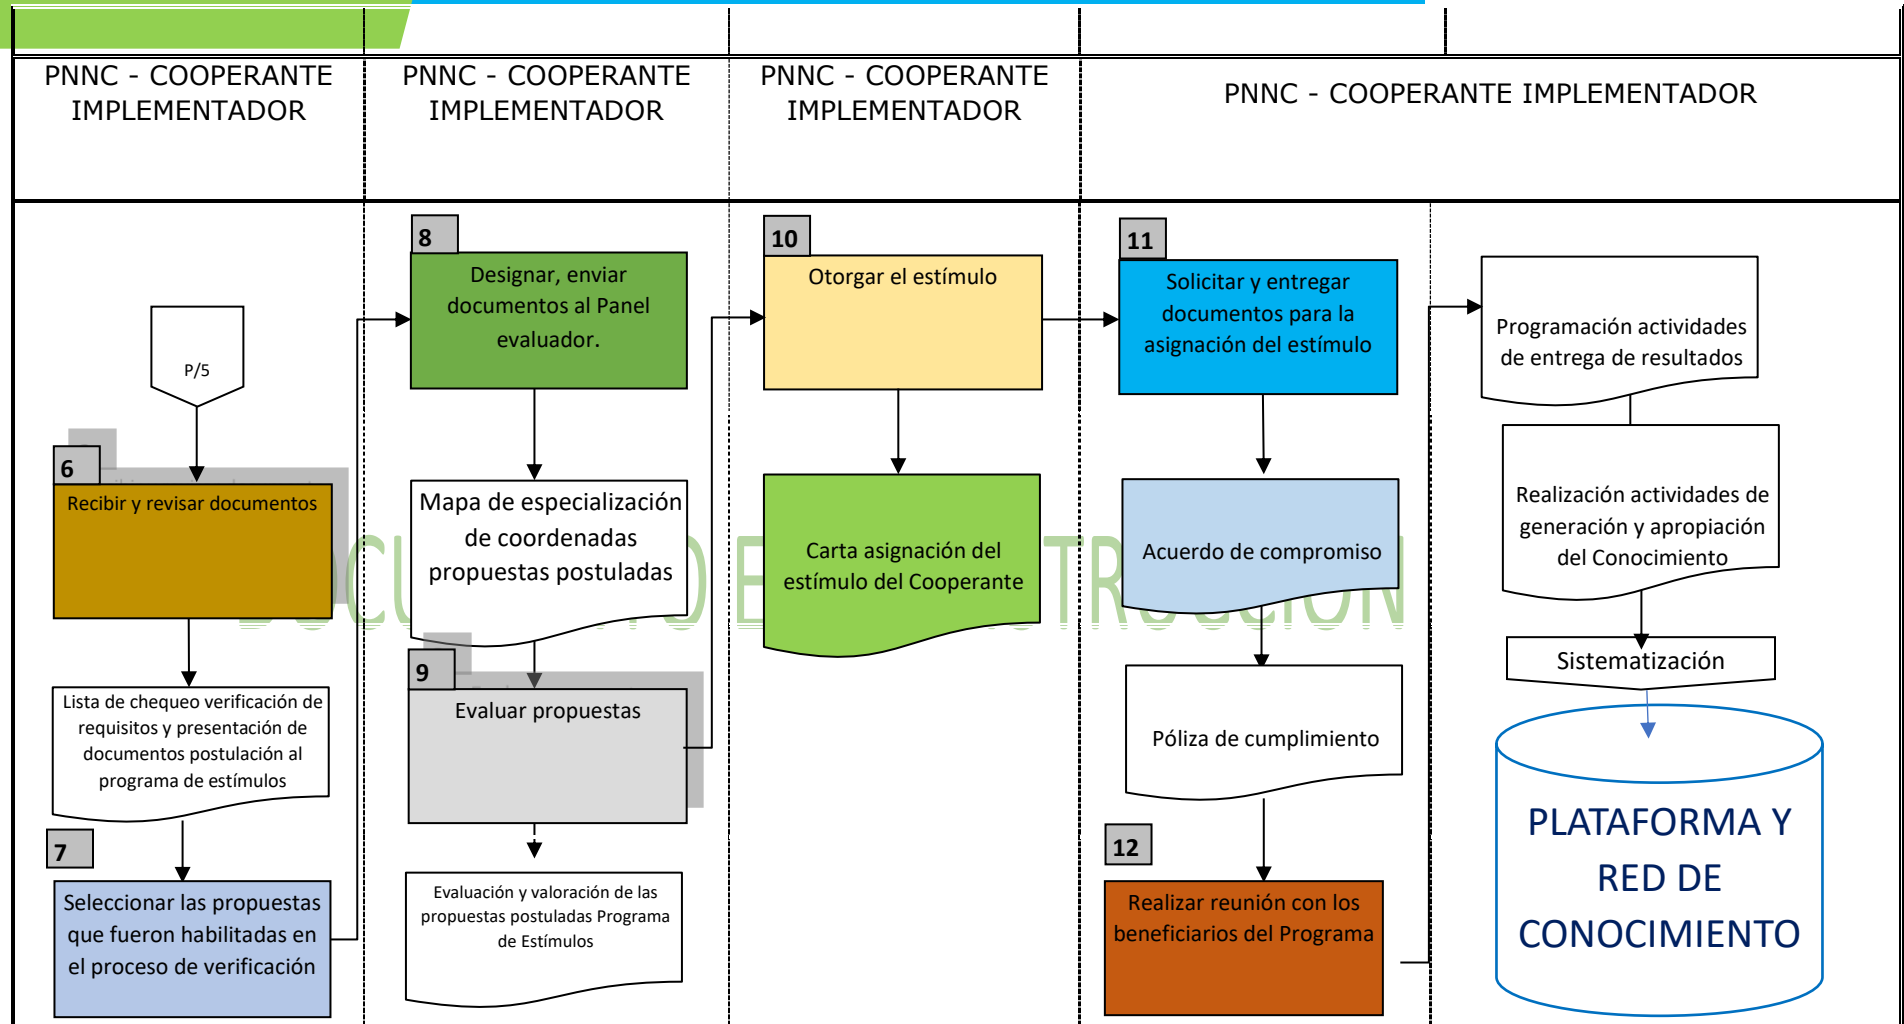 PNNC - COOPERANTE
IMPLEMENTADOR
PNNC - COOPERANTE
IMPLEMENTADOR
PNNC - COOPERANTE
IMPLEMENTADOR
PNNC - COOPERANTE IMPLEMENTADOR
P/5
6
Recibir y revisar documentos
Lista de chequeo verificación de
requisitos y presentación de
documentos postulación al
programa de estímulos
7
Seleccionar las propuestas
que fueron habilitadas en
el proceso de verificación
8
Designar, enviar
documentos al Panel
evaluador.
Mapa de especialización
de coordenadas
propuestas postuladas
9
Evaluar propuestas
Evaluación y valoración de las
propuestas postuladas Programa
de Estímulos
10
Otorgar el estímulo
Carta asignación del
estímulo del Cooperante
11
Solicitar y entregar
documentos para la
asignación del estímulo
Acuerdo de compromiso
Póliza de cumplimiento
12
Realizar reunión con los
beneficiarios del Programa
Programación actividades
de entrega de resultados
Realización actividades de
generación y apropiación
del Conocimiento
Sistematización
PLATAFORMA Y
RED DE
CONOCIMIENTO